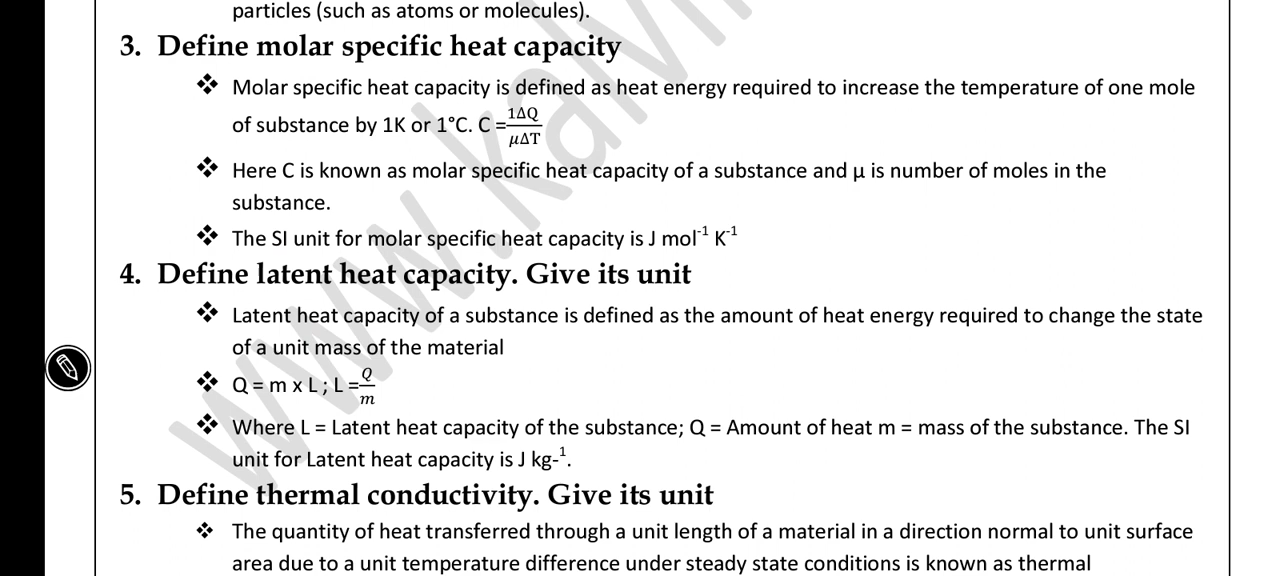 particles (such as atoms or molecules).
3. Define molar specific heat capacity
❖ Molar specific heat capacity is defined as heat energy required to increase the temperature of one mole
of substance by 1K or 1°C. C =1ΔQ/μΔT
❖ Here C is known as molar specific heat capacity of a substance and μ is number of moles in the
substance.
❖ The SI unit for molar specific heat capacity is J mol⁻¹ K⁻¹
4. Define latent heat capacity. Give its unit
❖ Latent heat capacity of a substance is defined as the amount of heat energy required to change the state
of a unit mass of the material
❖ Q = m x L ; L =Q/m
❖ Where L = Latent heat capacity of the substance; Q = Amount of heat m = mass of the substance. The SI
unit for Latent heat capacity is J kg-¹.
5. Define thermal conductivity. Give its unit
❖ The quantity of heat transferred through a unit length of a material in a direction normal to unit surface
area due to a unit temperature difference under steady state conditions is known as thermal
www.kalvi